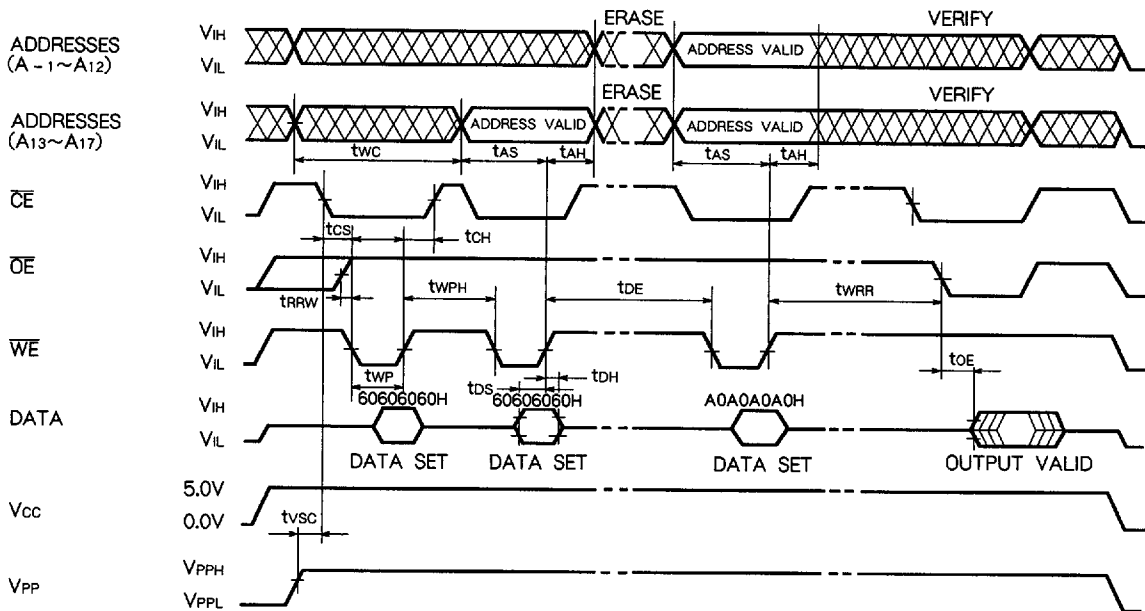 ERASE VERIFY
ADDRESSES VIH
(A-1~A12) VIL ADDRESS VALID
ERASE VERIFY
ADDRESSES VIH
(A13~A17) VIL ADDRESS VALID ADDRESS VALID
tWC tAS tAH tAS tAH
CE VIH
VIL
tCS tCH
OE VIH
VIL
tRRW tWPH tDE tWRR
WE VIH
VIL
tWP tDS tDH tOE
60606060H 60606060H A0A0A0A0H
DATA VIH
VIL
DATA SET DATA SET DATA SET OUTPUT VALID
VCC 5.0V
0.0V
tVSC
VPP VPPH
VPPL